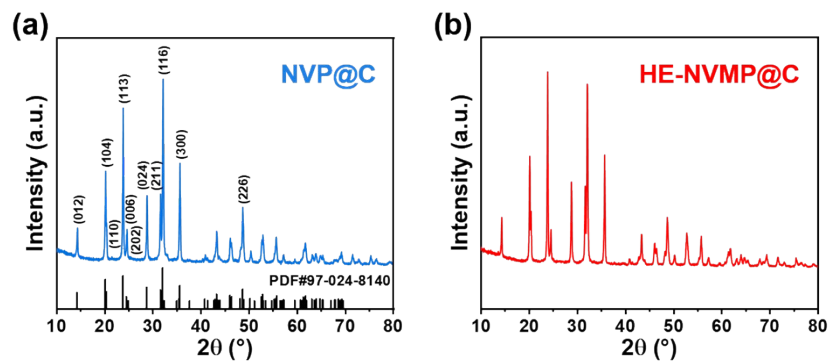 (a)
NVP@C
Intensity (a.u.)
(012)
(104)
(110)
(113)
(006)
(202)
(024)
(211)
(116)
(300)
(226)
PDF#97-024-8140
10 20 30 40 50 60 70 80
2θ (°)
(b)
HE-NVMP@C
Intensity (a.u.)
10 20 30 40 50 60 70 80
2θ (°)